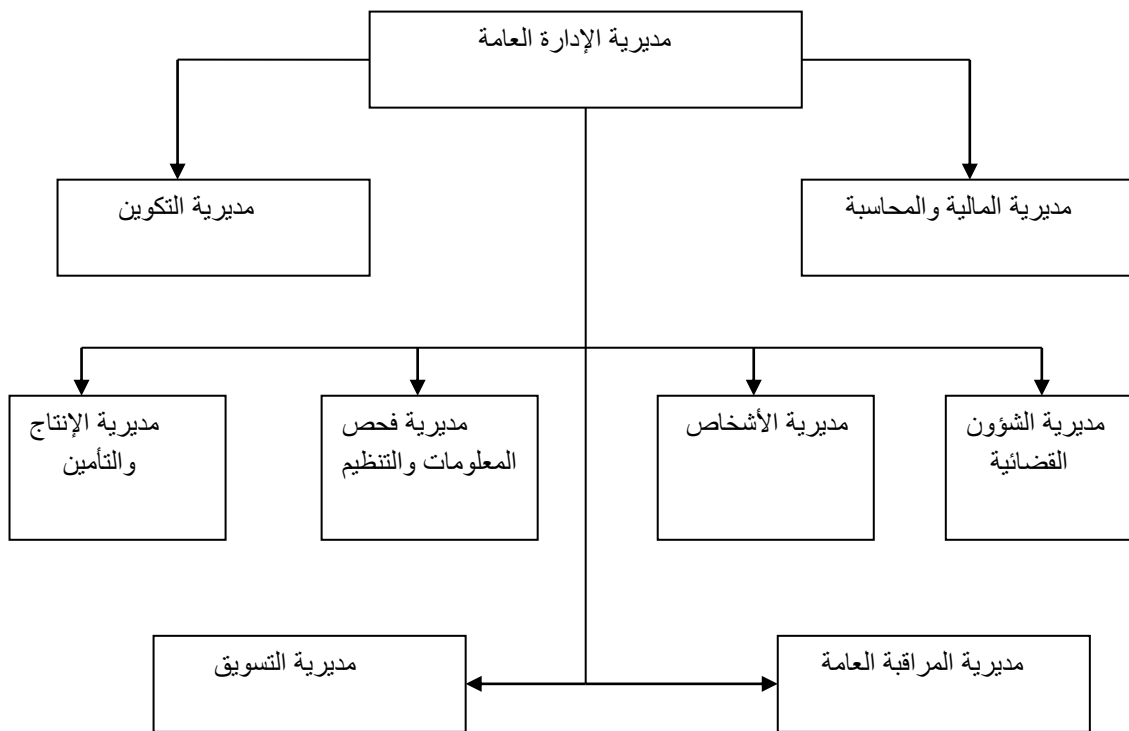 مديرية الإدارة العامة
مديرية المالية والمحاسبة
مديرية التكوين
مديرية الشؤون
القضائية
مديرية الأشخاص
مديرية فحص
المعلومات والتنظيم
مديرية الإنتاج
والتأمين
مديرية المراقبة العامة
مديرية التسويق